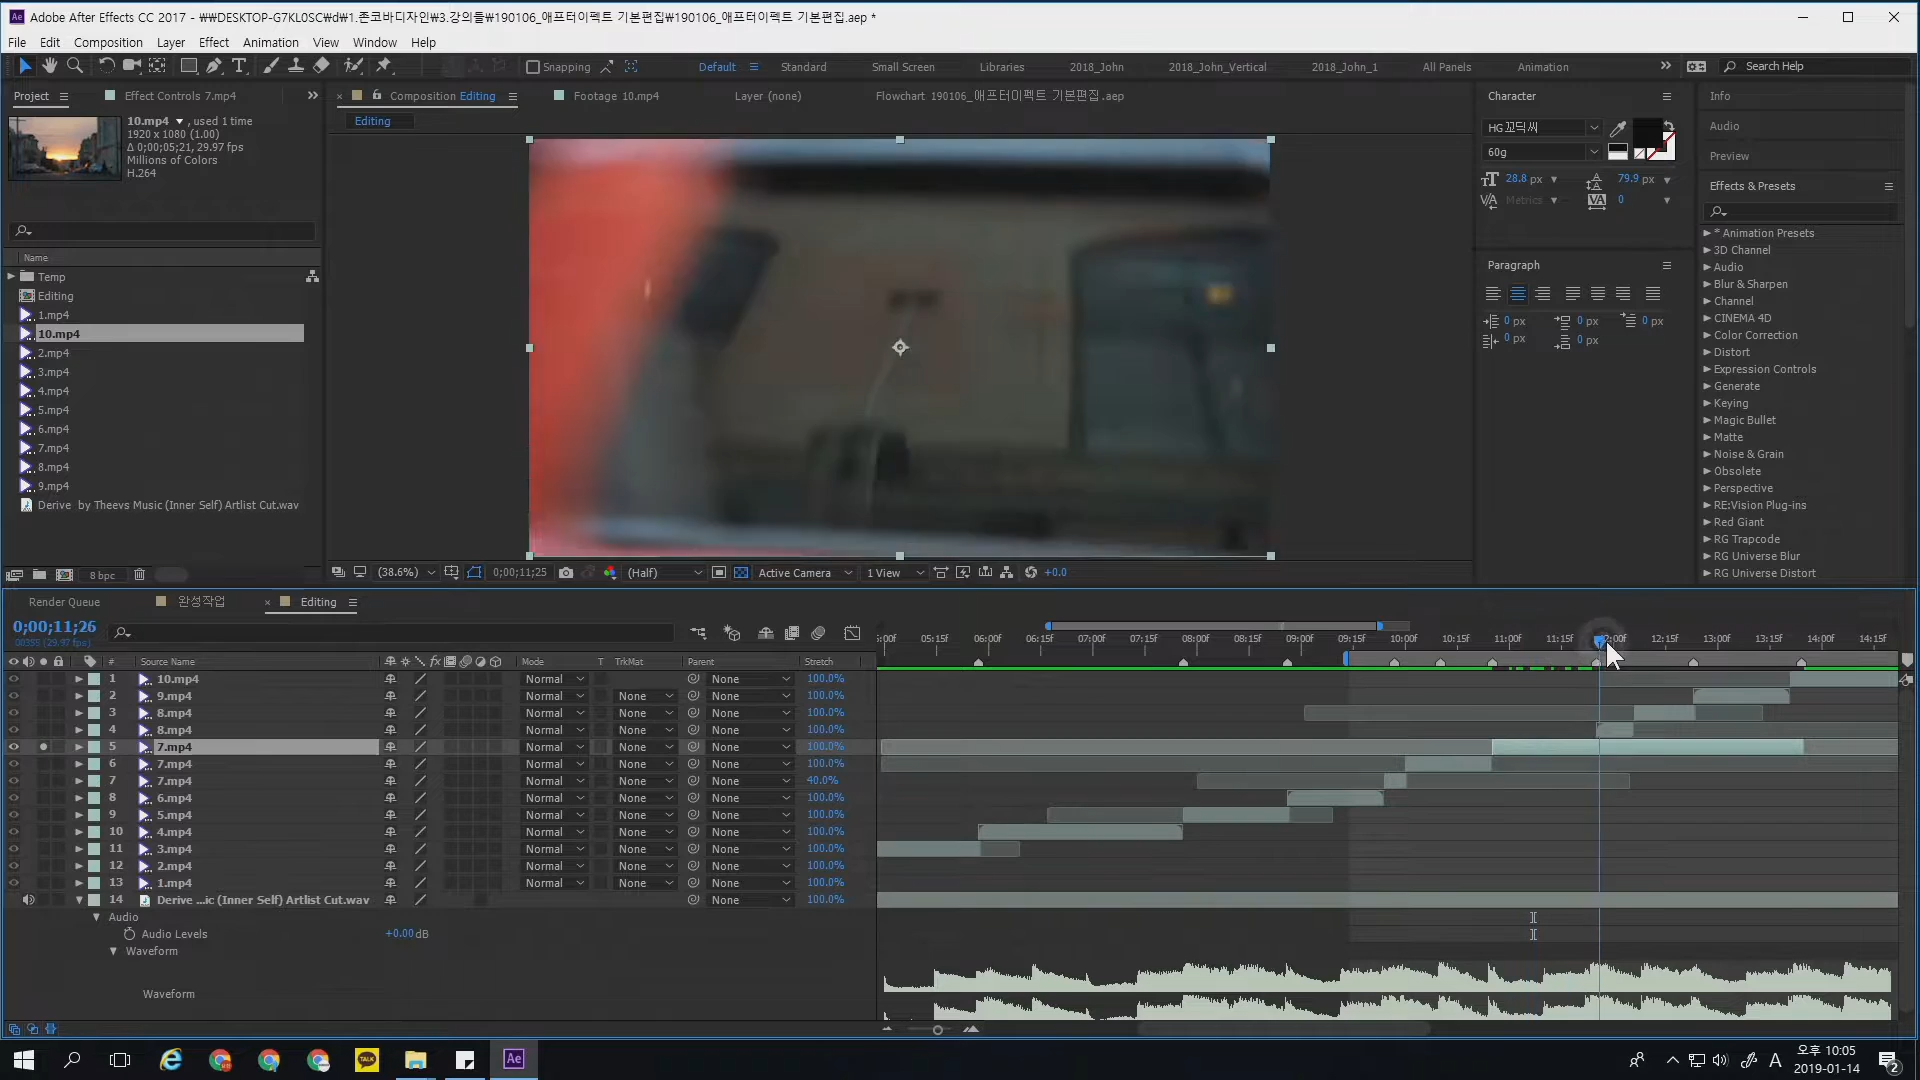 Adobe After Effects CC 2017 - ₩₩DESKTOP-G7KL0SC₩d₩1.존코바디자인₩3.강의들₩190106_애프터이펙트 기본편집₩190106_애프터이펙트 기본편집.aep *
File Edit Composition Layer Effect Animation View Window Help
Snapping Default Standard Small Screen Libraries 2018_John 2018_John_Vertical 2018_John_1 All Panels Animation Search Help
Project Effect Controls 7.mp4 Composition Editing Footage 10.mp4 Layer (none) Flowchart 190106_애프터이펙트 기본편집.aep Character Info
10.mp4 , used 1 time
1920 x 1080 (1.00)
Δ 0;00;05;21, 29.97 fps
Millions of Colors
H.264
Editing
HG꼬딕씨
60g
28.8 px 79.9 px
Metrics 0
Audio
Preview
Effects & Presets
Name
Temp
Editing
1.mp4
10.mp4
2.mp4
3.mp4
4.mp4
5.mp4
6.mp4
7.mp4
8.mp4
9.mp4
Derive by Theevs Music (Inner Self) Artlist Cut.wav
Paragraph
0 px 0 px 0 px
0 px 0 px
* Animation Presets
3D Channel
Audio
Blur & Sharpen
Channel
CINEMA 4D
Color Correction
Distort
Expression Controls
Generate
Keying
Magic Bullet
Matte
Noise & Grain
Obsolete
Perspective
RE:Vision Plug-ins
Red Giant
RG Trapcode
RG Universe Blur
RG Universe Distort
8 bpc (38.6%) 0;00;11;25 (Half) Active Camera 1 View +0.0
Render Queue 완성작업 Editing
0;00;11;26
00355 (29.97 fps)
5:00f 05:15f 06:00f 06:15f 07:00f 07:15f 08:00f 08:15f 09:00f 09:15f 10:00f 10:15f 11:00f 11:15f 2:00f 12:15f 13:00f 13:15f 14:00f 14:15f
# Source Name Mode T TrkMat Parent Stretch
1 10.mp4 Normal None 100.0%
2 9.mp4 Normal None None 100.0%
3 8.mp4 Normal None None 100.0%
4 8.mp4 Normal None None 100.0%
5 7.mp4 Normal None None 100.0%
6 7.mp4 Normal None None 100.0%
7 7.mp4 Normal None None 40.0%
8 6.mp4 Normal None None 100.0%
9 5.mp4 Normal None None 100.0%
10 4.mp4 Normal None None 100.0%
11 3.mp4 Normal None None 100.0%
12 2.mp4 Normal None None 100.0%
13 1.mp4 Normal None None 100.0%
14 Derive ...ic (Inner Self) Artlist Cut.wav None 100.0%
Audio
Audio Levels +0.00 dB
Waveform
Waveform
TALK
Ae
A
오후 10:05
2019-01-14
2